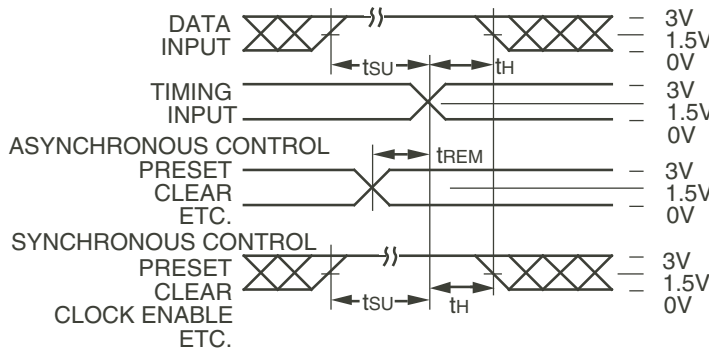 DATA
INPUT
3V
1.5V
0V
tSU
tH
TIMING
INPUT
3V
1.5V
0V
ASYNCHRONOUS CONTROL
PRESET
CLEAR
ETC.
tREM
3V
1.5V
0V
SYNCHRONOUS CONTROL
PRESET
CLEAR
CLOCK ENABLE
ETC.
tSU
tH
3V
1.5V
0V